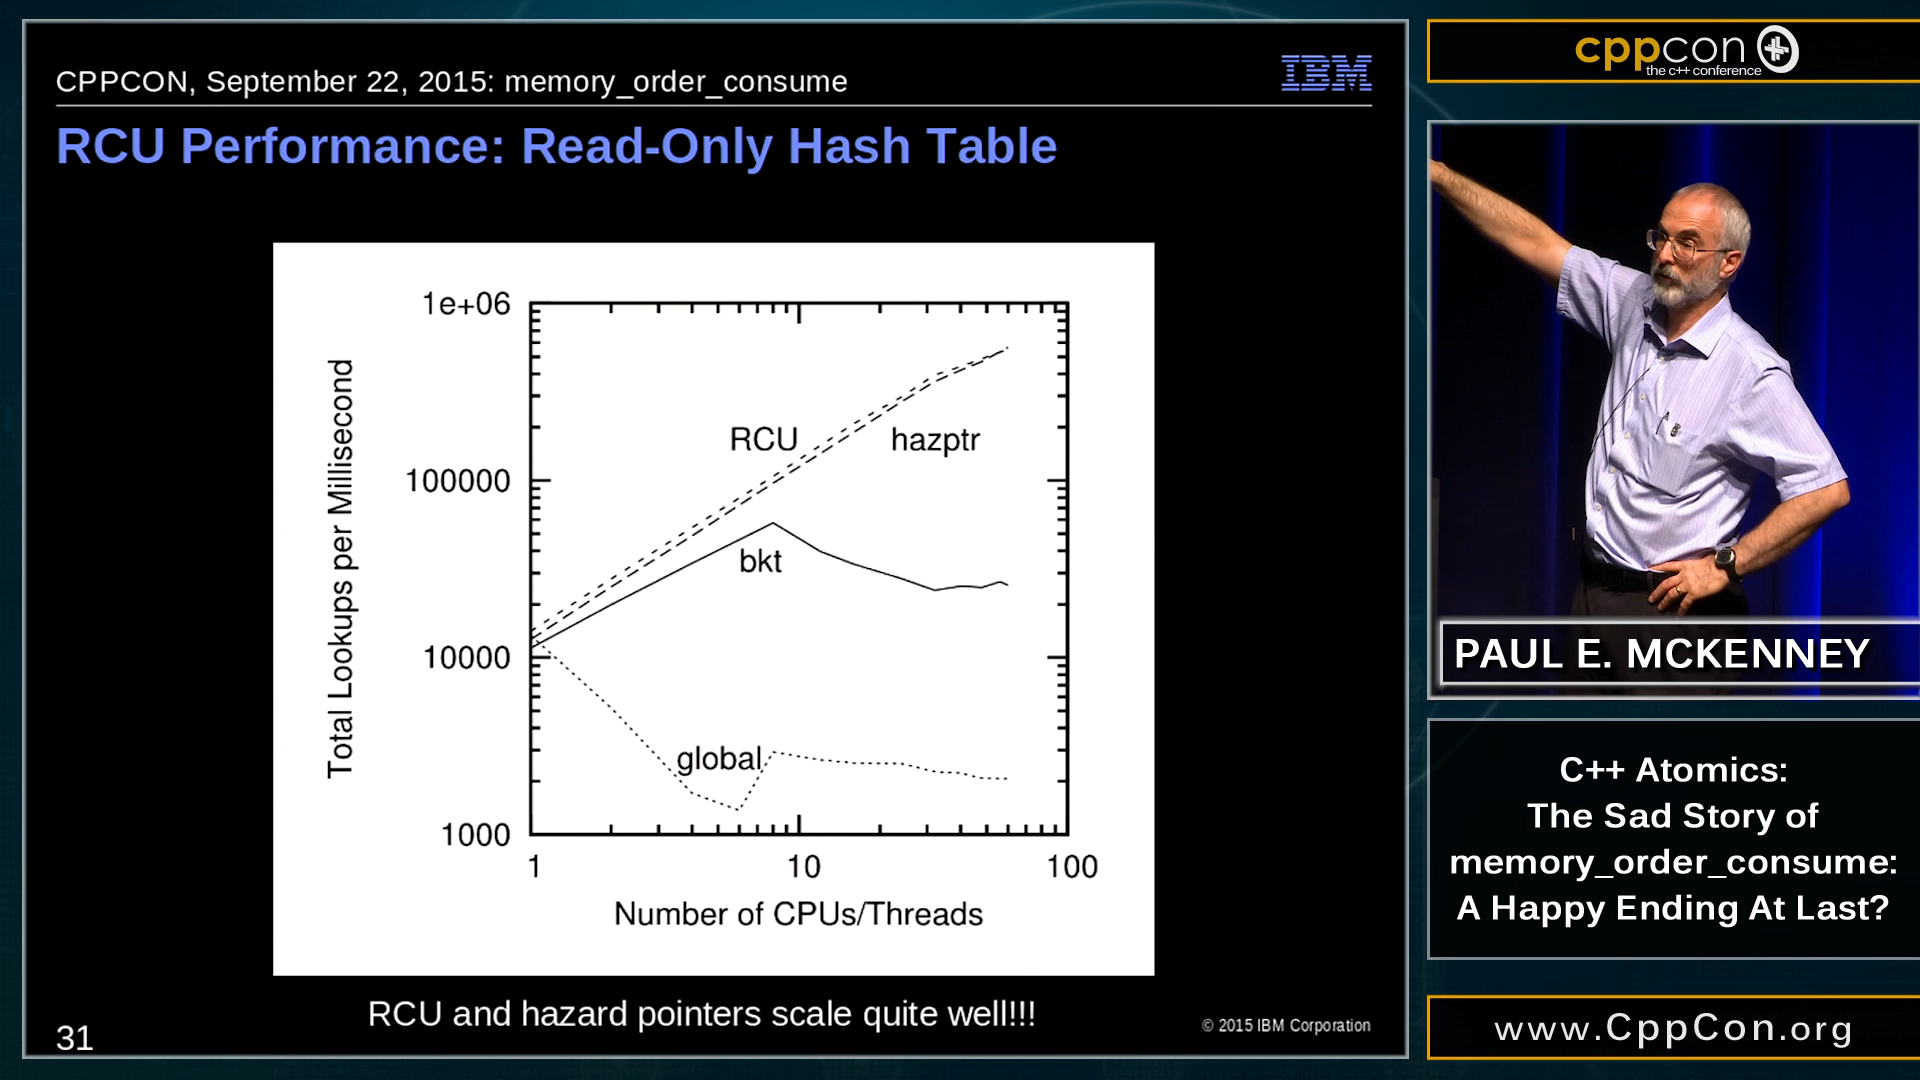 CPPCON, September 22, 2015: memory_order_consume
IBM
RCU Performance: Read-Only Hash Table
1e+06
100000
10000
1000
Total Lookups per Millisecond
RCU
hazptr
bkt
global
1
10
100
Number of CPUs/Threads
RCU and hazard pointers scale quite well!!!
31
© 2015 IBM Corporation
cppcon
the c++ conference
PAUL E. MCKENNEY
C++ Atomics:
The Sad Story of
memory_order_consume:
A Happy Ending At Last?
www.CppCon.org